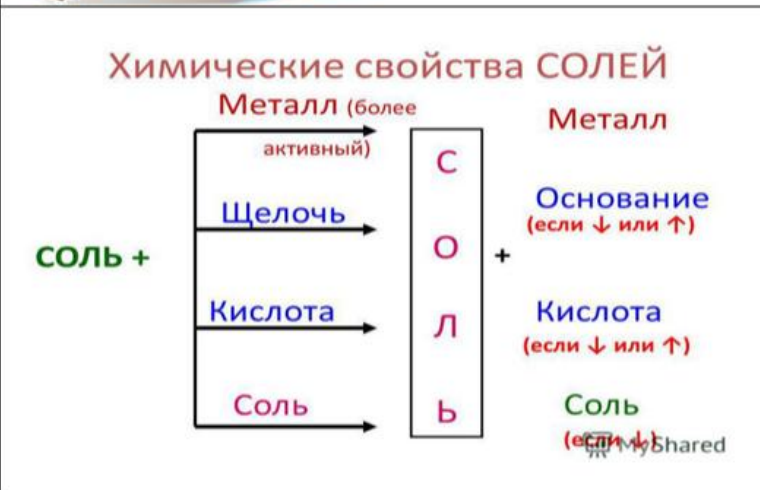 Химические свойства СОЛЕЙ
Металл (более
активный)
Металл
Щелочь
Основание
(если ↓ или ↑)
СОЛЬ +
С
О
Л
Ь
+
Кислота
Кислота
(если ↓ или ↑)
Соль
Соль
(если ↓)
MyShared